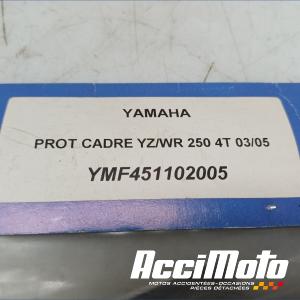 YAMAHA
PROT CADRE YZ/WR 250 4T 03/05
YMF451102005
AcciMoto
MOTOS ACCIDENTÉES - OCCASIONS
PIÈCES DÉTACHÉES